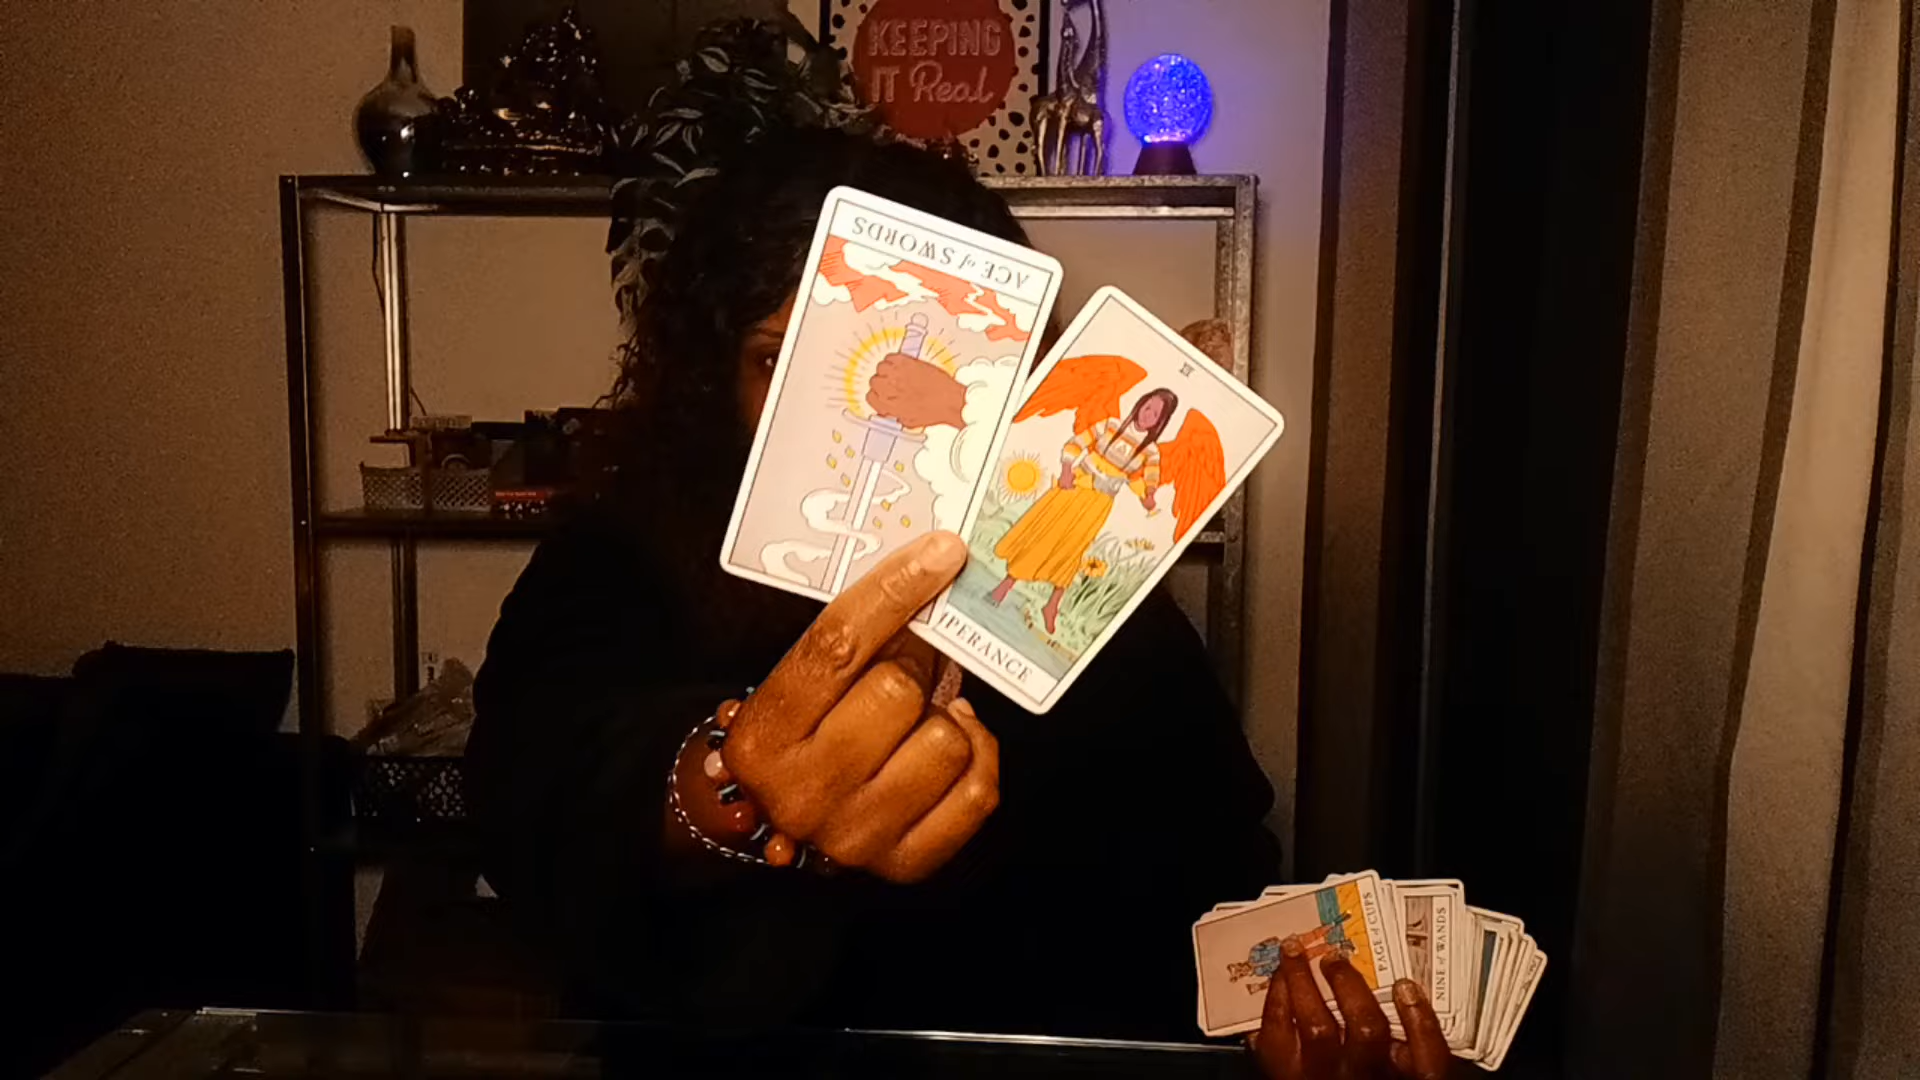 KEEPING
IT Real
ACE of SWORDS
PERANCE
PAGE of CUPS
NINE of WANDS